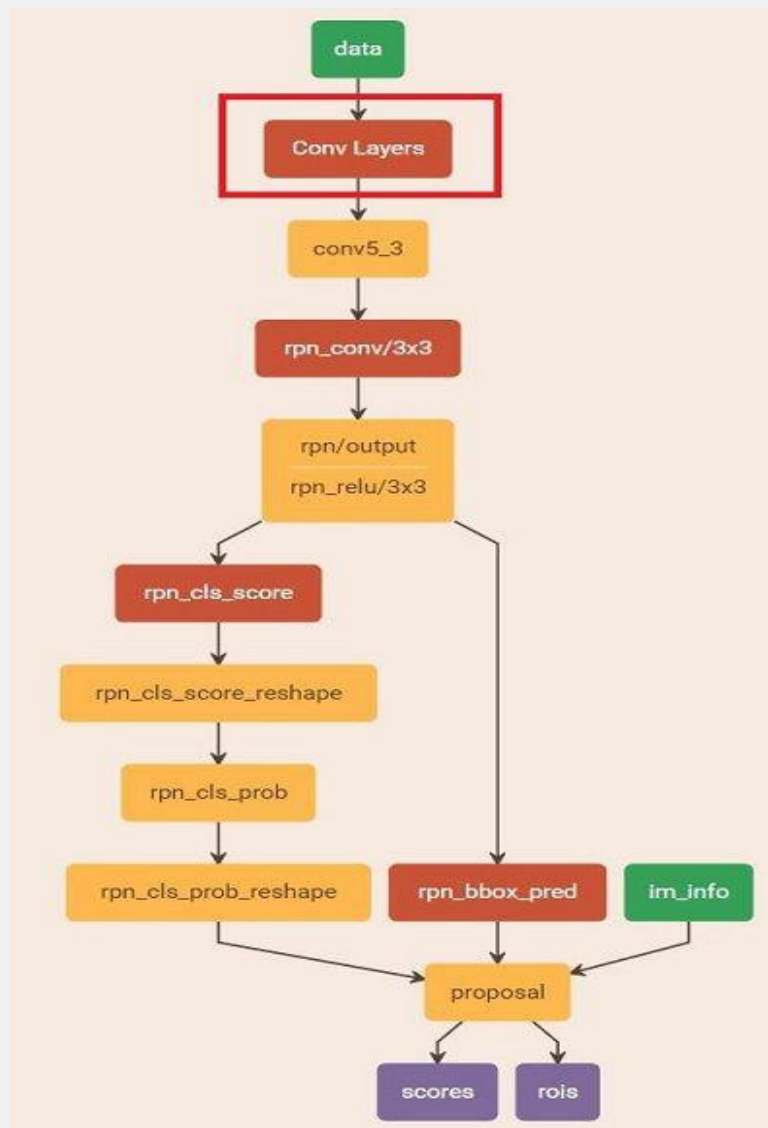 data
Conv Layers
conv5_3
rpn_conv/3x3
rpn/output
rpn_relu/3x3
rpn_cls_score
rpn_cls_score_reshape
rpn_cls_prob
rpn_cls_prob_reshape
rpn_bbox_pred
im_info
proposal
scores
rois